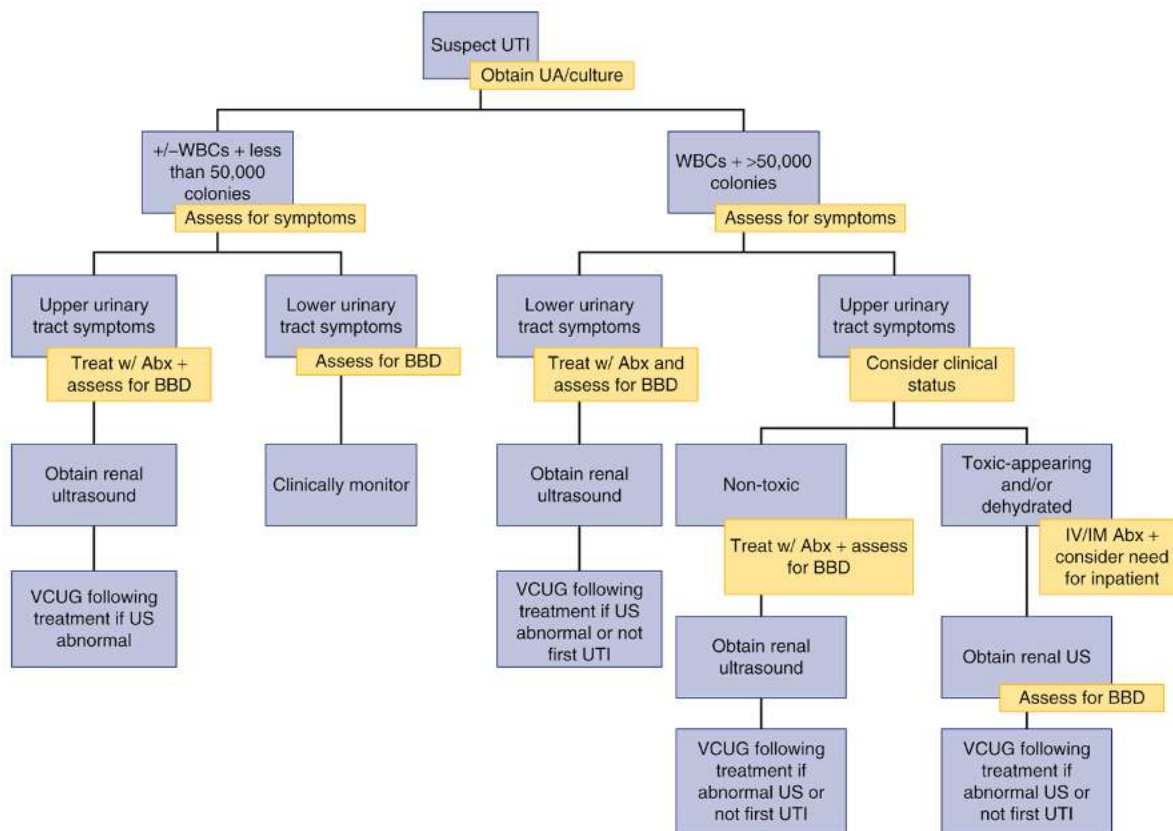 Suspect UTI
Obtain UA/culture
+/–WBCs + less
than 50,000
colonies
Assess for symptoms
WBCs + >50,000
colonies
Assess for symptoms
Upper urinary
tract symptoms
Treat w/ Abx +
assess for BBD
Lower urinary
tract symptoms
Assess for BBD
Lower urinary
tract symptoms
Treat w/ Abx and
assess for BBD
Upper urinary
tract symptoms
Consider clinical
status
Obtain renal
ultrasound
Clinically monitor
Obtain renal
ultrasound
Non-toxic
Treat w/ Abx + assess
for BBD
Toxic-appearing
and/or
dehydrated
IV/IM Abx +
consider need
for inpatient
VCUG following
treatment if US
abnormal
VCUG following
treatment if US
abnormal or not
first UTI
Obtain renal
ultrasound
Obtain renal US
Assess for BBD
VCUG following
treatment if
abnormal US or
not first UTI
VCUG following
treatment if
abnormal US or
not first UTI